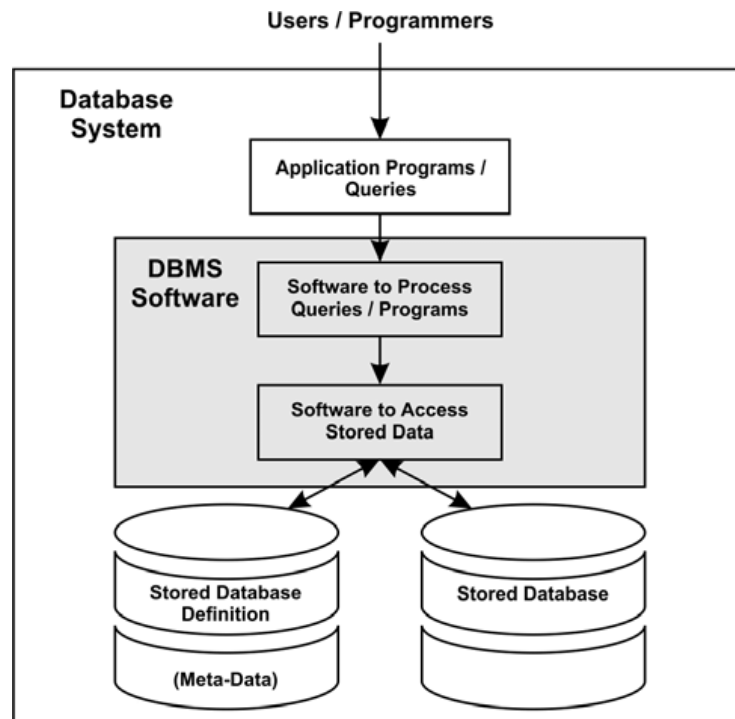 Users / Programmers
Database
System
Application Programs /
Queries
DBMS
Software
Software to Process
Queries / Programs
Software to Access
Stored Data
Stored Database
Definition
(Meta-Data)
Stored Database